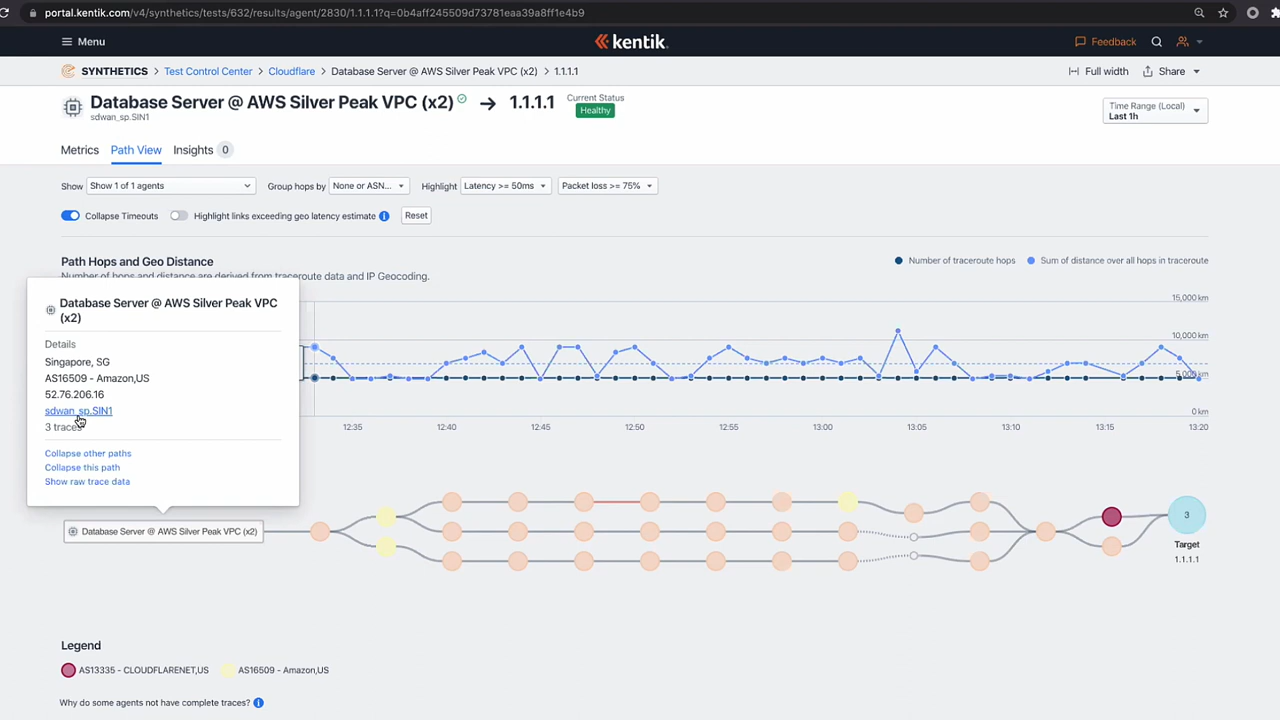 portal.kentik.com/v4/synthetics/tests/632/results/agent/2830/1.1.1.1?q=0b4aff245509d73781eaa39a8ff1e4b9
Menu
kentik.
Feedback
SYNTHETICS > Test Control Center > Cloudflare > Database Server @ AWS Silver Peak VPC (x2) > 1.1.1.1
Full width
Share
Database Server @ AWS Silver Peak VPC (x2) → 1.1.1.1
sdwan_sp.SIN1
Current Status
Healthy
Time Range (Local)
Last 1h
Metrics
Path View
Insights 0
Show
Show 1 of 1 agents
Group hops by
None or ASN...
Highlight
Latency >= 50ms
Packet loss >= 75%
Collapse Timeouts
Highlight links exceeding geo latency estimate
Reset
Path Hops and Geo Distance
Number of hops and distance are derived from traceroute data and IP Geocoding.
Number of traceroute hops
Sum of distance over all hops in traceroute
Database Server @ AWS Silver Peak VPC
(x2)
Details
Singapore, SG
AS16509 - Amazon,US
52.76.206.16
sdwan_sp.SIN1
3 traces
Collapse other paths
Collapse this path
Show raw trace data
15,000 km
10,000 km
5,000 km
0 km
12:35 12:40 12:45 12:50 12:55 13:00 13:05 13:10 13:15 13:20
Database Server @ AWS Silver Peak VPC (x2)
3
Target
1.1.1.1
Legend
AS13335 - CLOUDFLARENET,US
AS16509 - Amazon,US
Why do some agents not have complete traces?